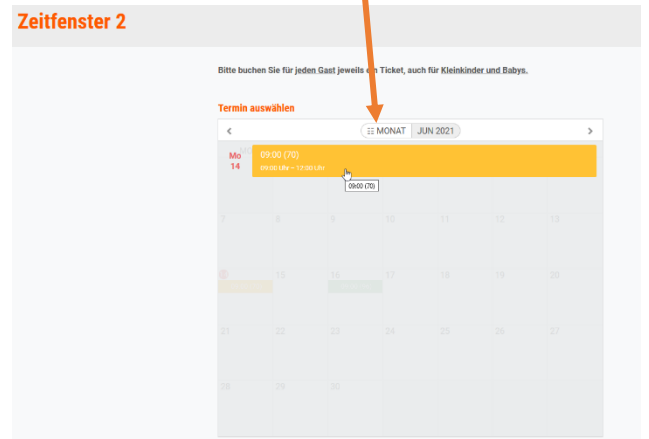 Zeitfenster 2
Bitte buchen Sie für jeden Gast jeweils ein Ticket, auch für Kleinkinder und Babys.
Termin auswählen
< MONAT JUN 2021 >
Mo 09:00 (70)
14 09:00 Uhr – 12:00 Uhr
09:00 (70)
7 8 9 10 11 12 13
15 16 17 18 19 20
21 22 23 24 25 26 27
28 29 30